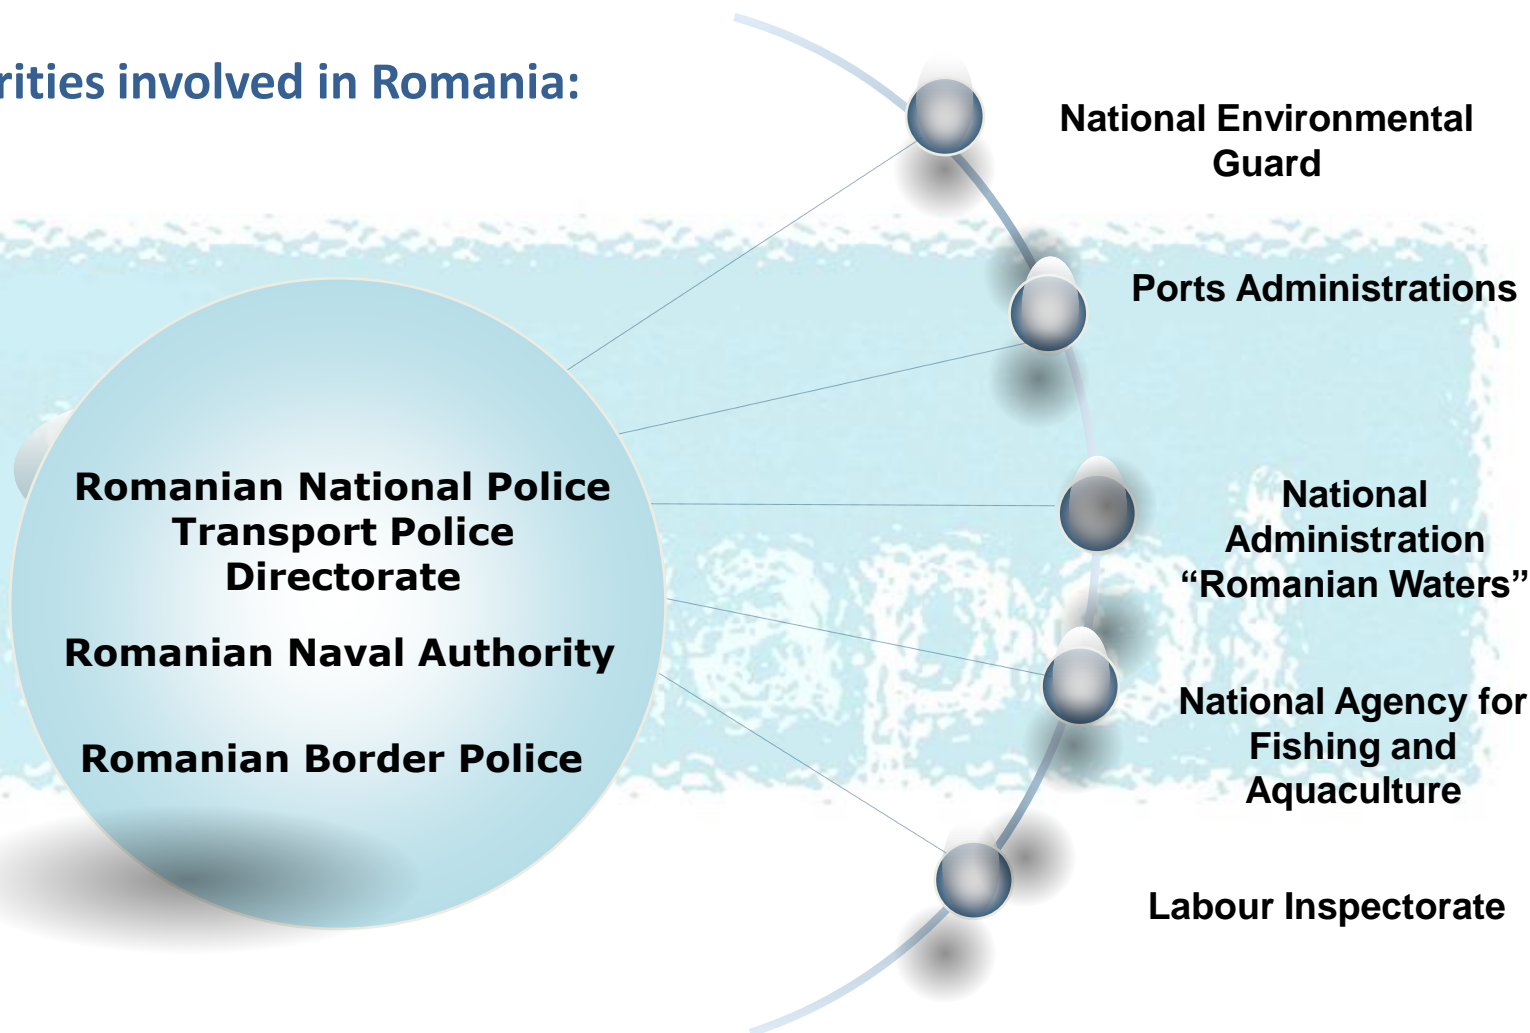 rities involved in Romania:
National Environmental
Guard
Ports Administrations
Romanian National Police
Transport Police
Directorate
Romanian Naval Authority
Romanian Border Police
National
Administration
“Romanian Waters”
National Agency for
Fishing and
Aquaculture
Labour Inspectorate